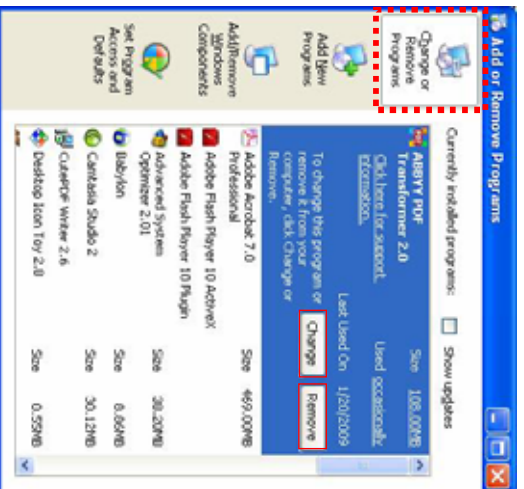 Add or Remove Programs
Change or
Remove
Programs
Add New
Programs
Add/Remove
Windows
Components
Set Program
Access and
Defaults
Currently installed programs:
Show updates
ABBYY PDF
Transformer 2.0
Size 108.00MB
Click here for support
information.
Used occasionally
Last Used On 1/20/2009
To change this program or
remove it from your
computer, click Change or
Remove.
Change
Remove
Adobe Acrobat 7.0
Professional
Size 469.00MB
Adobe Flash Player 10 ActiveX
Adobe Flash Player 10 Plugin
Advanced System
Optimizer 2.01
Size 38.20MB
Babylon
Size 8.86MB
Camtasia Studio 2
Size 30.12MB
CutePDF Writer 2.6
Desktop Icon Toy 2.8
Size 0.55MB